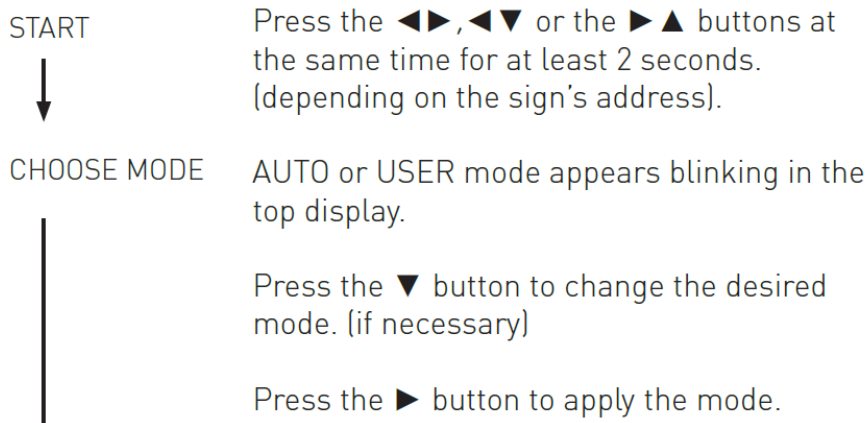 START
Press the ◀▶,◀▼ or the ▶▲ buttons at
the same time for at least 2 seconds.
(depending on the sign's address).
CHOOSE MODE
AUTO or USER mode appears blinking in the
top display.
Press the ▼ button to change the desired
mode. (if necessary)
Press the ▶ button to apply the mode.